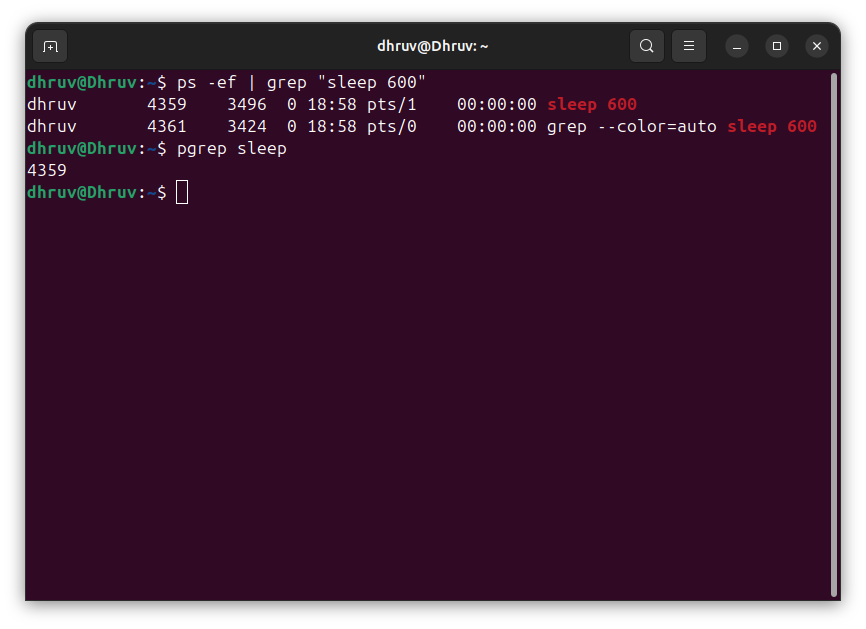 dhruv@Dhruv: ~
dhruv@Dhruv:~$ ps -ef | grep "sleep 600"
dhruv       4359    3496  0 18:58 pts/1    00:00:00 sleep 600
dhruv       4361    3424  0 18:58 pts/0    00:00:00 grep --color=auto sleep 600
dhruv@Dhruv:~$ pgrep sleep
4359
dhruv@Dhruv:~$